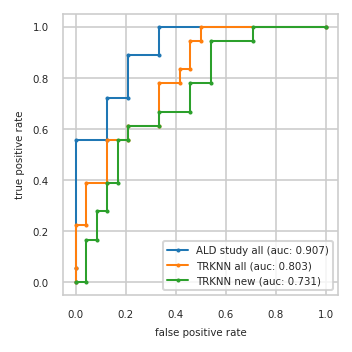 1.0
0.8
0.6
0.4
0.2
0.0
true positive rate
ALD study all (auc: 0.907)
TRKNN all (auc: 0.803)
TRKNN new (auc: 0.731)
0.0 0.2 0.4 0.6 0.8 1.0
false positive rate